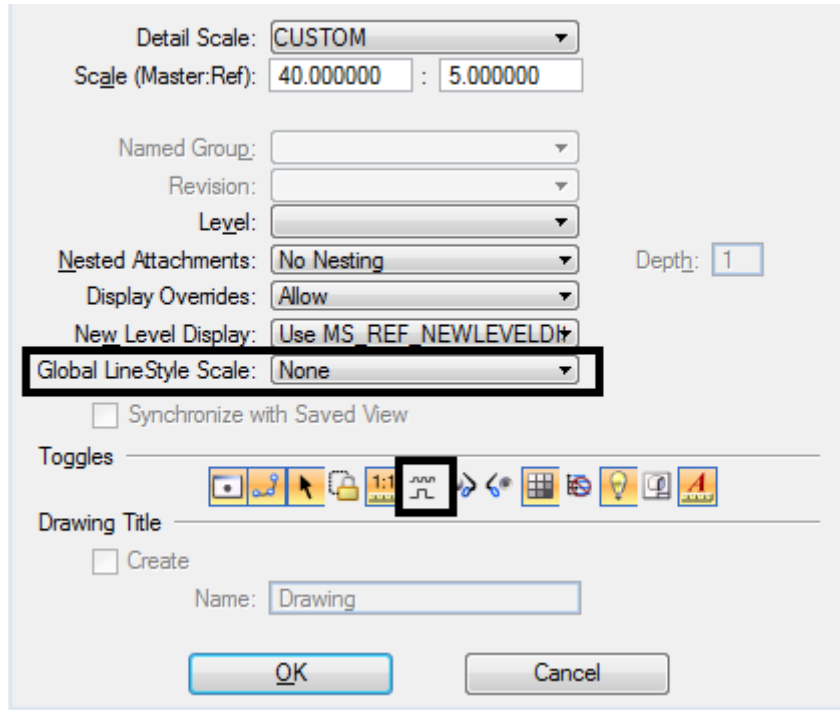 Detail Scale: CUSTOM
Scale (Master:Ref): 40.000000 : 5.000000
Named Group:
Revision:
Level:
Nested Attachments: No Nesting Depth: 1
Display Overrides: Allow
New Level Display: Use MS_REF_NEWLEVELDI
Global LineStyle Scale: None
Synchronize with Saved View
Toggles
1:1 A
Drawing Title
Create
Name: Drawing
OK Cancel